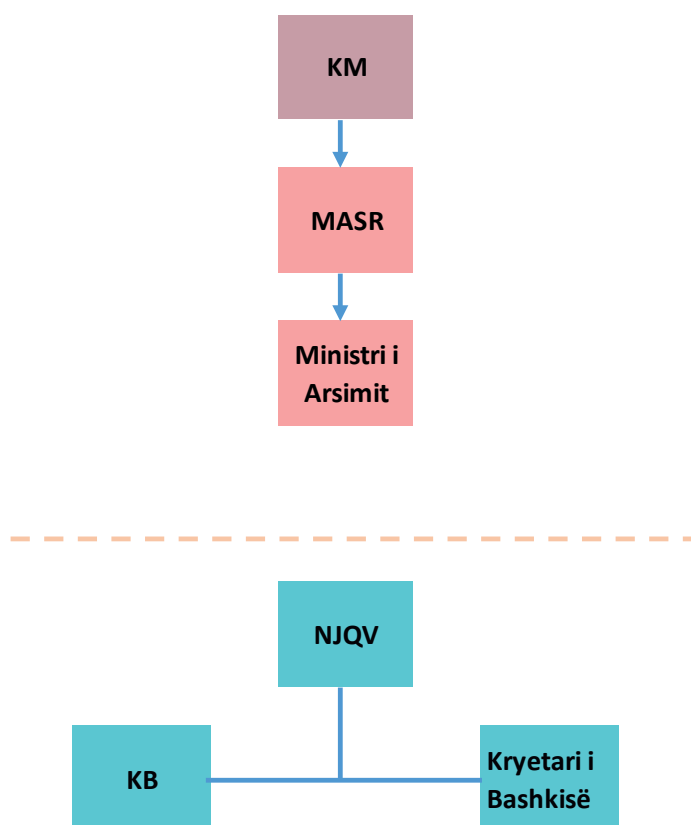 KM
MASR
Ministri i
Arsimit
NJQV
KB
Kryetari i
Bashkisë